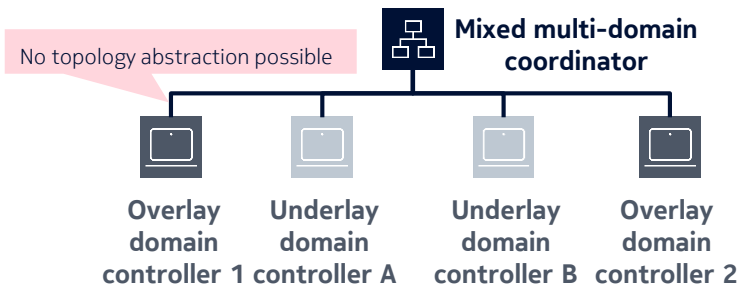 Mixed multi-domain
coordinator
No topology abstraction possible
Overlay
domain
controller 1
Underlay
domain
controller A
Underlay
domain
controller B
Overlay
domain
controller 2